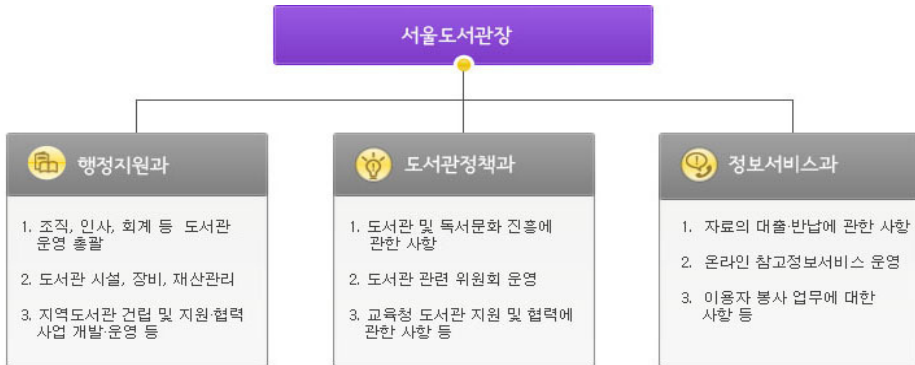 서울도서관장
행정지원과
1. 조직, 인사, 회계 등 도서관
운영 총괄
2. 도서관 시설, 장비, 재산관리
3. 지역도서관 건립 및 지원·협력
사업 개발·운영 등
도서관정책과
1. 도서관 및 독서문화 진흥에
관한 사항
2. 도서관 관련 위원회 운영
3. 교육청 도서관 지원 및 협력에
관한 사항 등
정보서비스과
1. 자료의 대출·반납에 관한 사항
2. 온라인 참고정보서비스 운영
3. 이용자 봉사 업무에 대한
사항 등